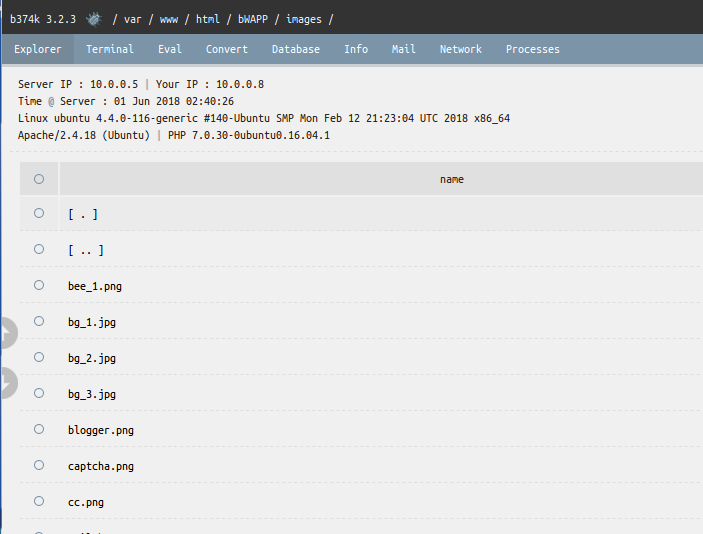 b374k 3.2.3 / var / www / html / bWAPP / images /
Explorer Terminal Eval Convert Database Info Mail Network Processes
Server IP : 10.0.0.5 | Your IP : 10.0.0.8
Time @ Server : 01 Jun 2018 02:40:26
Linux ubuntu 4.4.0-116-generic #140-Ubuntu SMP Mon Feb 12 21:23:04 UTC 2018 x86_64
Apache/2.4.18 (Ubuntu) | PHP 7.0.30-0ubuntu0.16.04.1
name
[ . ]
[ .. ]
bee_1.png
bg_1.jpg
bg_2.jpg
bg_3.jpg
blogger.png
captcha.png
cc.png